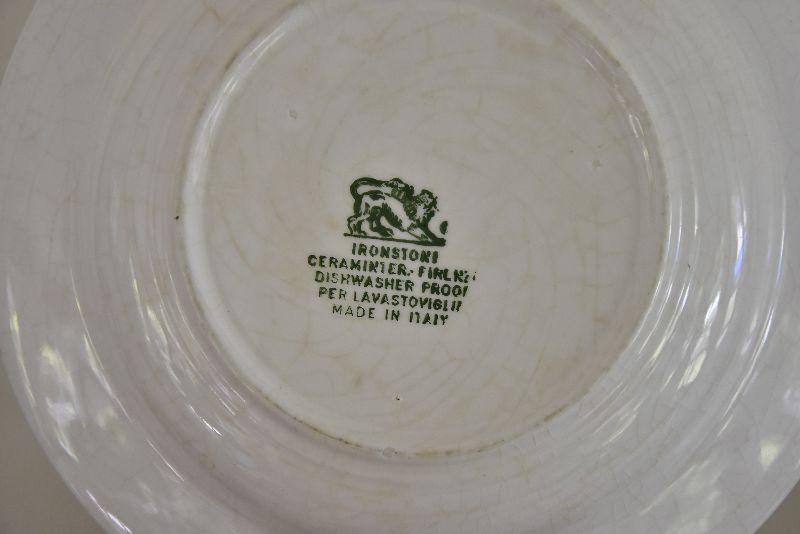 IRONSTONE
CERAMINTER - FIRENZE
DISHWASHER PROOF
PER LAVASTOVIGLIE
MADE IN ITALY